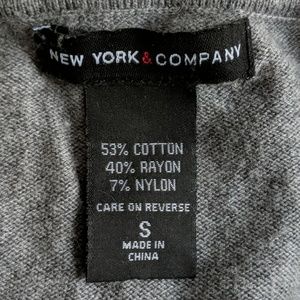 NEW YORK & COMPANY
53% COTTON
40% RAYON
7% NYLON
CARE ON REVERSE
S
MADE IN
CHINA